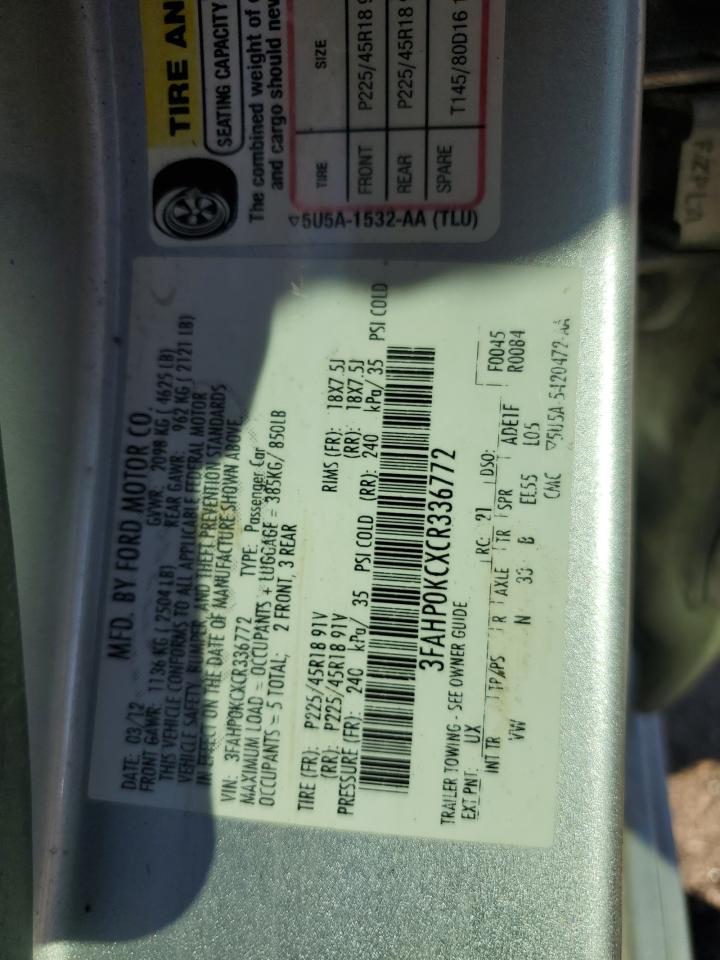 TIRE AN
SEATING CAPACITY
The combined weight of
and cargo should nev
TIRE SIZE
FRONT P225/45R18 9
REAR P225/45R18
SPARE T145/80D16 1
5U5A-1532-AA (TLU)
MFD. BY FORD MOTOR CO.
DATE: 03/12 GVWR: 2098 KG ( 4625 LB)
FRONT GAWR: 1136 KG ( 2504 LB) REAR GAWR: 962 KG ( 2121 LB)
THIS VEHICLE CONFORMS TO ALL APPLICABLE FEDERAL MOTOR
VEHICLE SAFETY, BUMPER, AND THEFT PREVENTION STANDARDS
IN EFFECT ON THE DATE OF MANUFACTURE SHOWN ABOVE.
VIN: 3FAHP0KCXCR336772 TYPE: Passenger Car
MAXIMUM LOAD = OCCUPANTS + LUGGAGE = 385KG/ 850LB
OCCUPANTS = 5 TOTAL; 2 FRONT, 3 REAR
TIRE (FR): P225/45R18 91V RIMS (FR): 18X7.5J
(RR): P225/45R18 91V (RR): 18X7.5J
PRESSURE (FR): 240 kPa/ 35 PSI COLD (RR): 240 kPa/ 35 PSI COLD
3FAHP0KCXCR336772
TRAILER TOWING - SEE OWNER GUIDE
EXT PNT: UX RC: 21 DSO: F0045
INT TR TP/PS R AXLE TR SPR ADE1F R0084
VW N 33 B EE55 L05
CMC 5U5A-5420472-AA